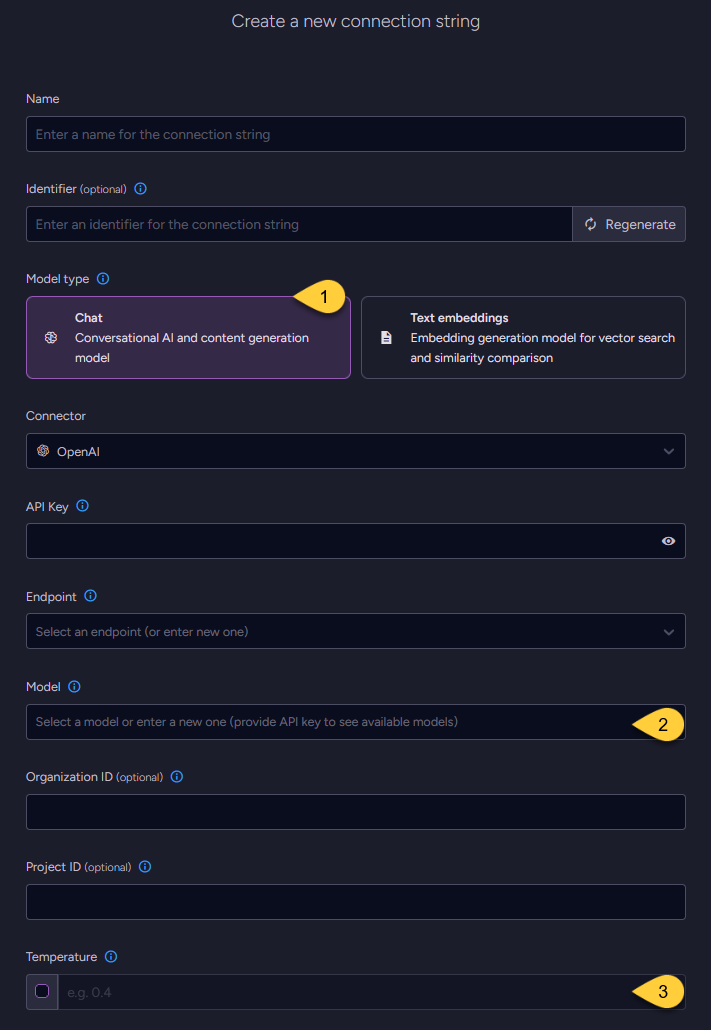 Create a new connection string
Name
Enter a name for the connection string
Identifier (optional)
Enter an identifier for the connection string
Regenerate
Model type
1
Chat
Conversational AI and content generation
model
Text embeddings
Embedding generation model for vector search
and similarity comparison
Connector
OpenAI
API Key
Endpoint
Select an endpoint (or enter new one)
Model
Select a model or enter a new one (provide API key to see available models)
2
Organization ID (optional)
Project ID (optional)
Temperature
e.g. 0.4
3